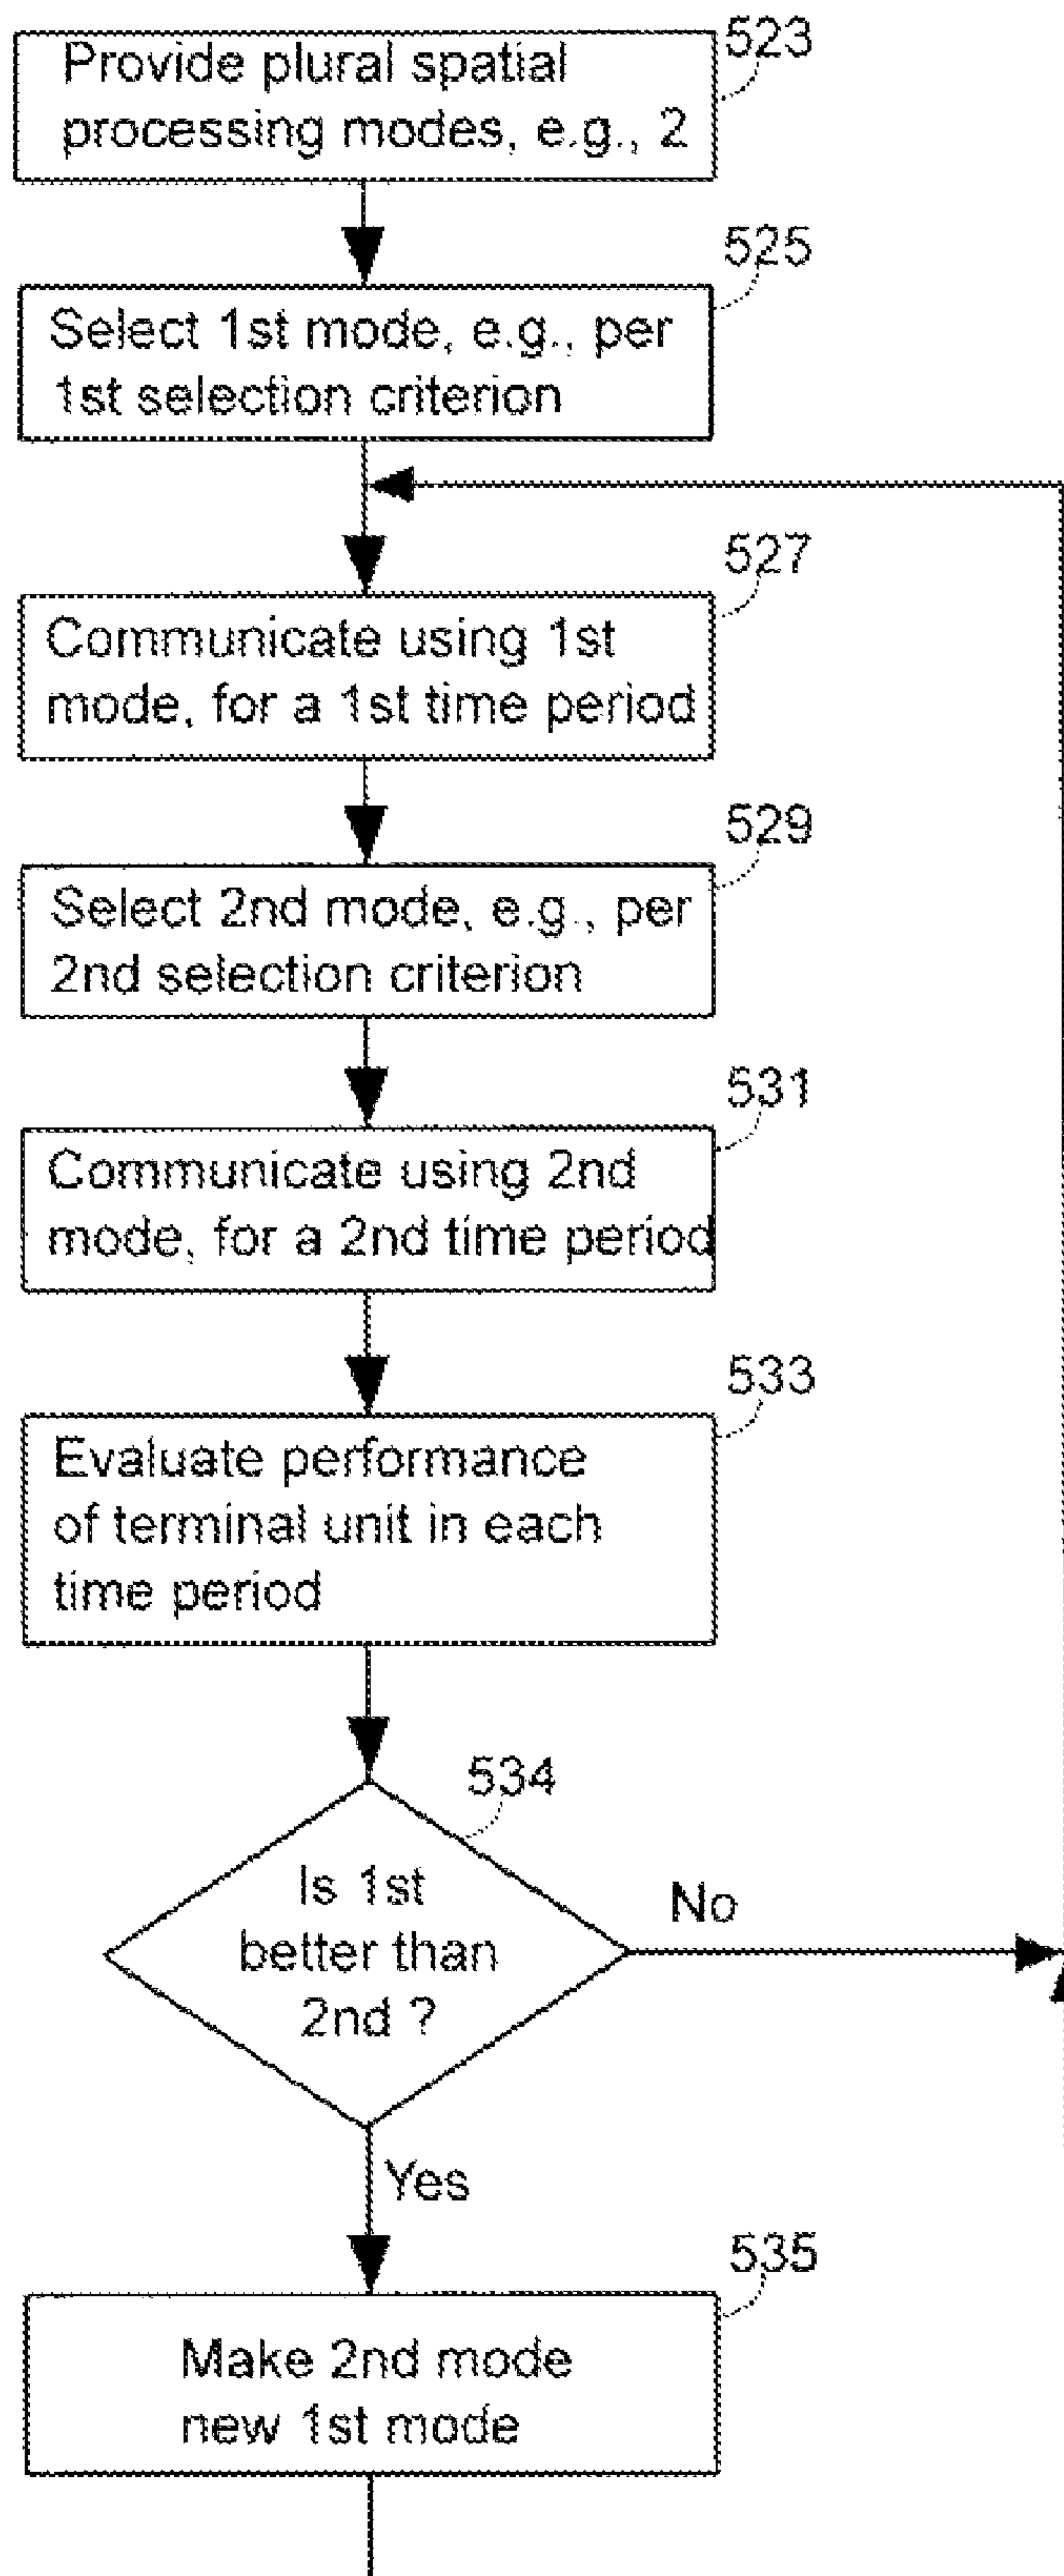 523
Provide plural spatial
processing modes, e.g., 2
525
Select 1st mode, e.g., per
1st selection criterion
527
Communicate using 1st
mode, for a 1st time period
529
Select 2nd mode, e.g., per
2nd selection criterion
531
Communicate using 2nd
mode, for a 2nd time period
533
Evaluate performance
of terminal unit in each
time period
534
Is 1st
better than
2nd ?
No
Yes
535
Make 2nd mode
new 1st mode